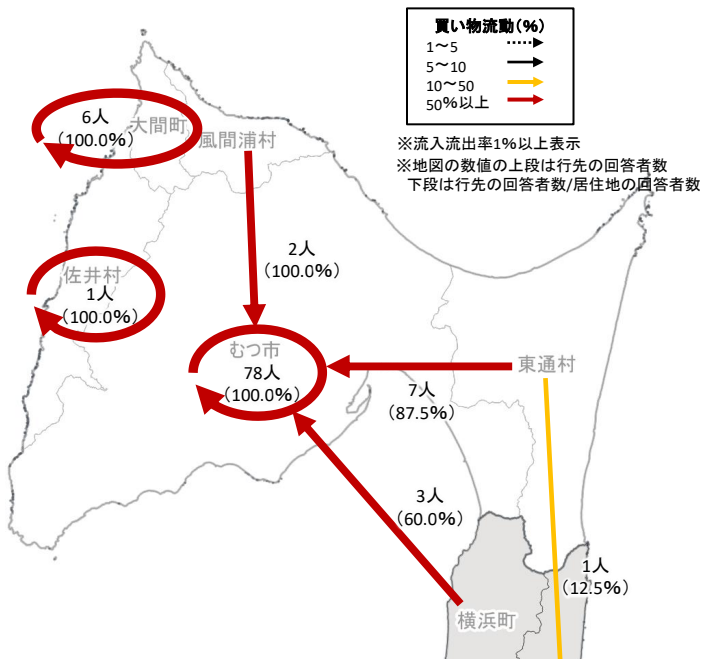 買い物流動(%)
1～5
5～10
10～50
50%以上
※流入流出率1%以上表示
※地図の数値の上段は行先の回答者数
下段は行先の回答者数/居住地の回答者数
6人
(100.0%)
大間町
風間浦村
2人
(100.0%)
佐井村
1人
(100.0%)
むつ市
78人
(100.0%)
東通村
7人
(87.5%)
3人
(60.0%)
1人
(12.5%)
横浜町